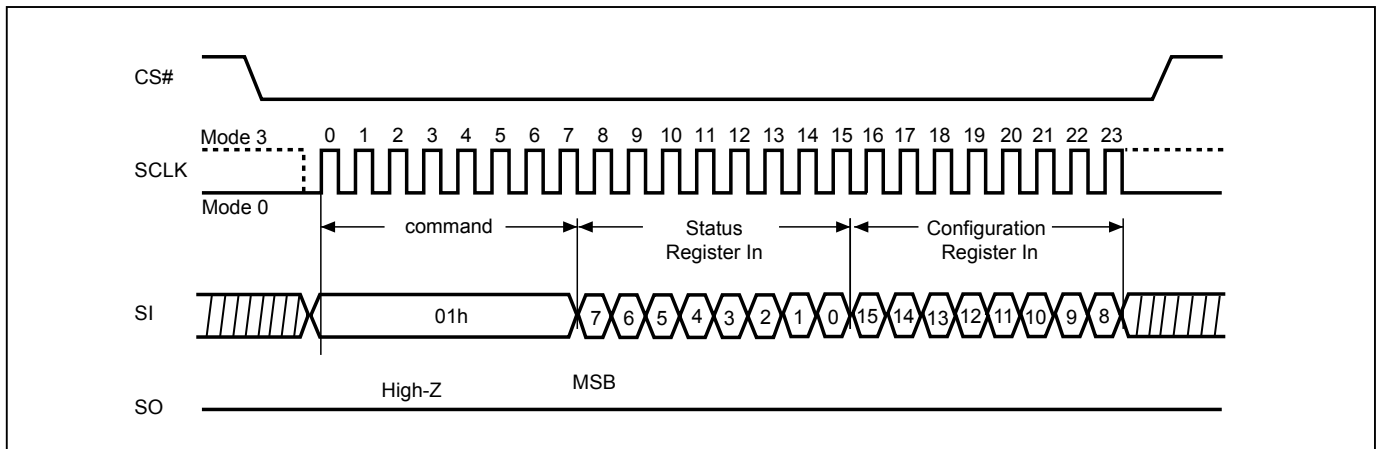 CS#
Mode 3
0 1 2 3 4 5 6 7 8 9 10 11 12 13 14 15 16 17 18 19 20 21 22 23
SCLK
Mode 0
command
Status
Register In
Configuration
Register In
SI
01h
7 6 5 4 3 2 1 0 15 14 13 12 11 10 9 8
High-Z
MSB
SO